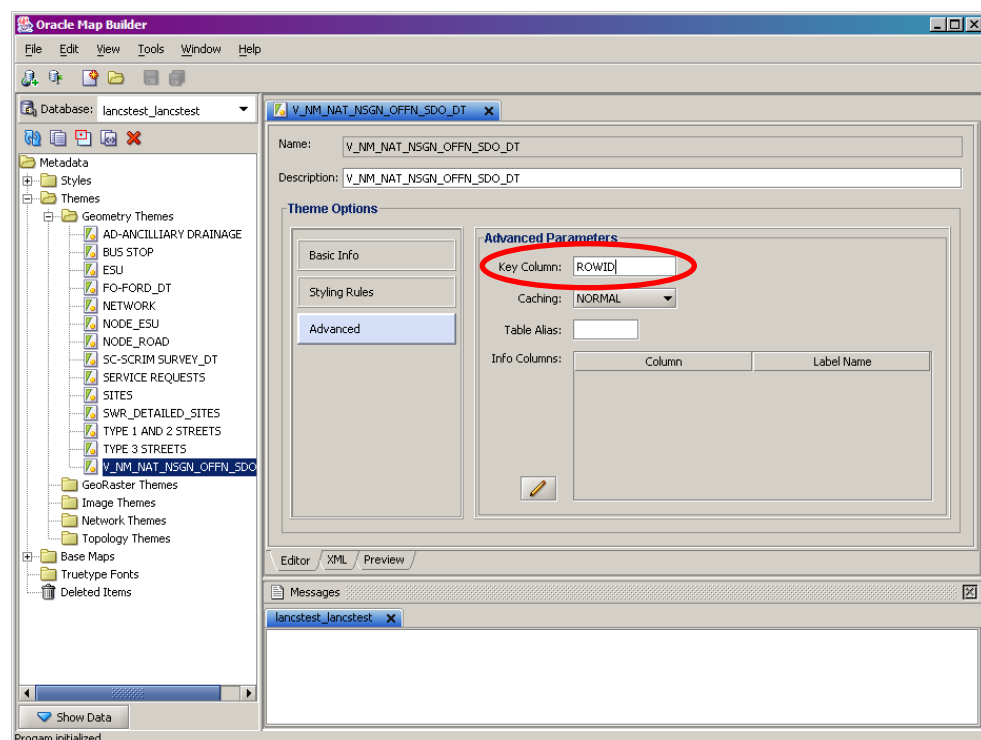 Oracle Map Builder
File Edit View Tools Window Help
Database: lancstest_lancstest
Metadata
Styles
Themes
Geometry Themes
AD-ANCILLIARY DRAINAGE
BUS STOP
ESU
FO-FORD_DT
NETWORK
NODE_ESU
NODE_ROAD
SC-SCRIM SURVEY_DT
SERVICE REQUESTS
SITES
SWR_DETAILED_SITES
TYPE 1 AND 2 STREETS
TYPE 3 STREETS
V_NM_NAT_NSGN_OFFN_SDO
GeoRaster Themes
Image Themes
Network Themes
Topology Themes
Base Maps
Truetype Fonts
Deleted Items
Show Data
Progam initialized
V_NM_NAT_NSGN_OFFN_SDO_DT
Name: V_NM_NAT_NSGN_OFFN_SDO_DT
Description: V_NM_NAT_NSGN_OFFN_SDO_DT
Theme Options
Basic Info
Styling Rules
Advanced
Advanced Parameters
Key Column: ROWID
Caching: NORMAL
Table Alias:
Info Columns: Column Label Name
Editor XML Preview
Messages
lancstest_lancstest